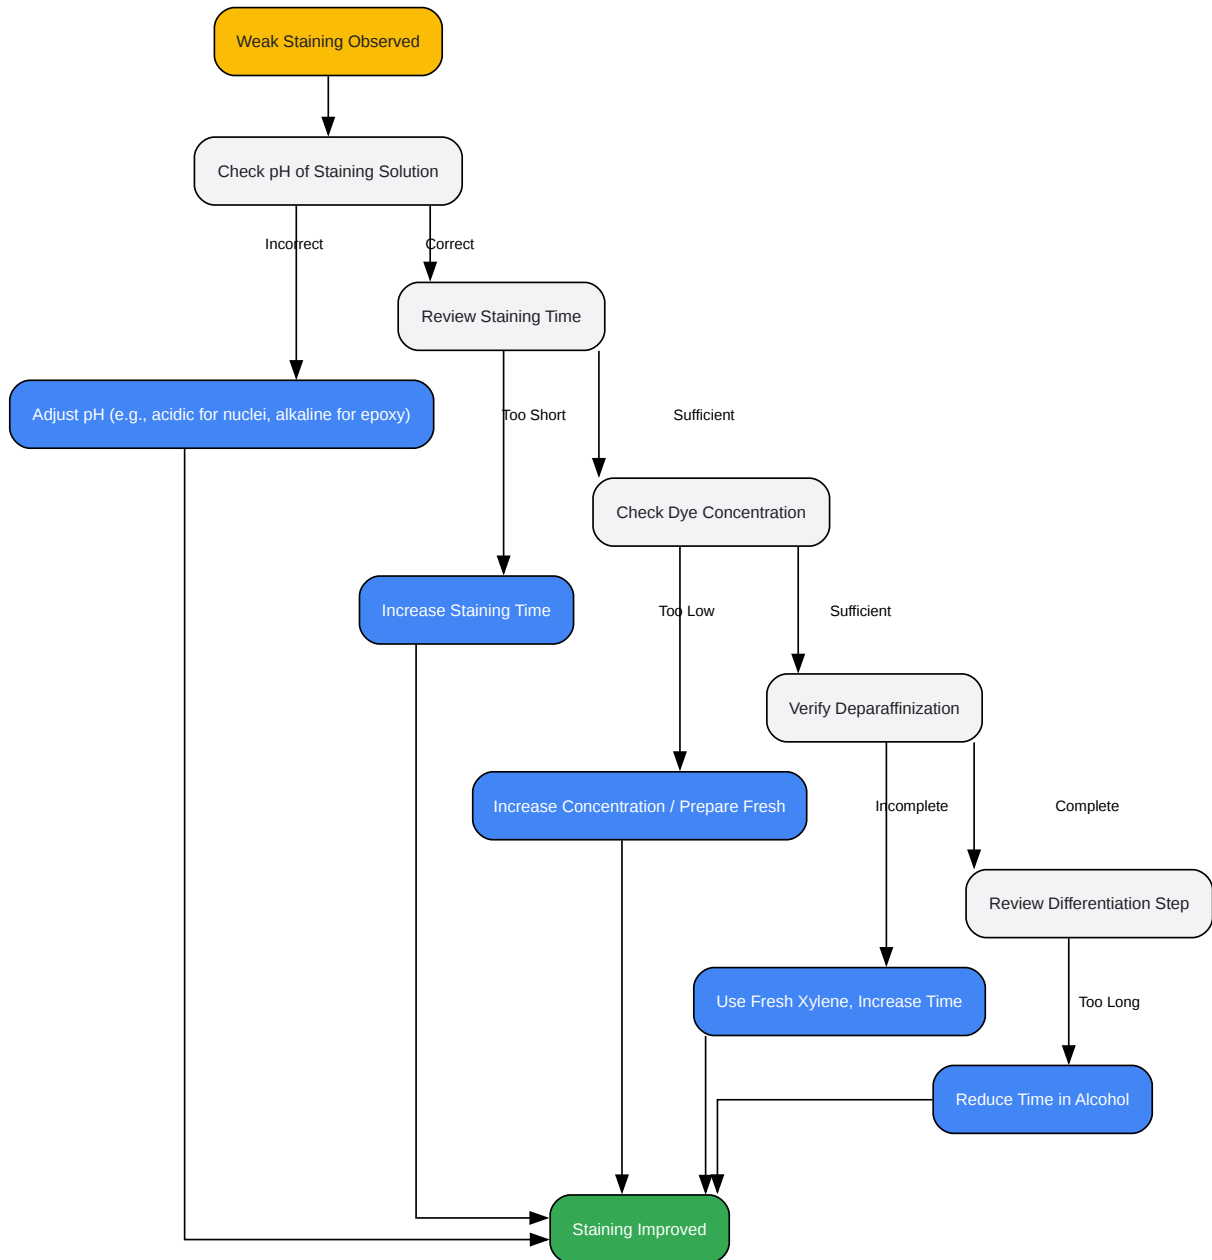 Weak Staining Observed
Check pH of Staining Solution
Incorrect
Correct
Review Staining Time
Adjust pH (e.g., acidic for nuclei, alkaline for epoxy)
Too Short
Sufficient
Check Dye Concentration
Increase Staining Time
Too Low
Sufficient
Verify Deparaffinization
Increase Concentration / Prepare Fresh
Incomplete
Complete
Review Differentiation Step
Use Fresh Xylene, Increase Time
Too Long
Reduce Time in Alcohol
Staining Improved